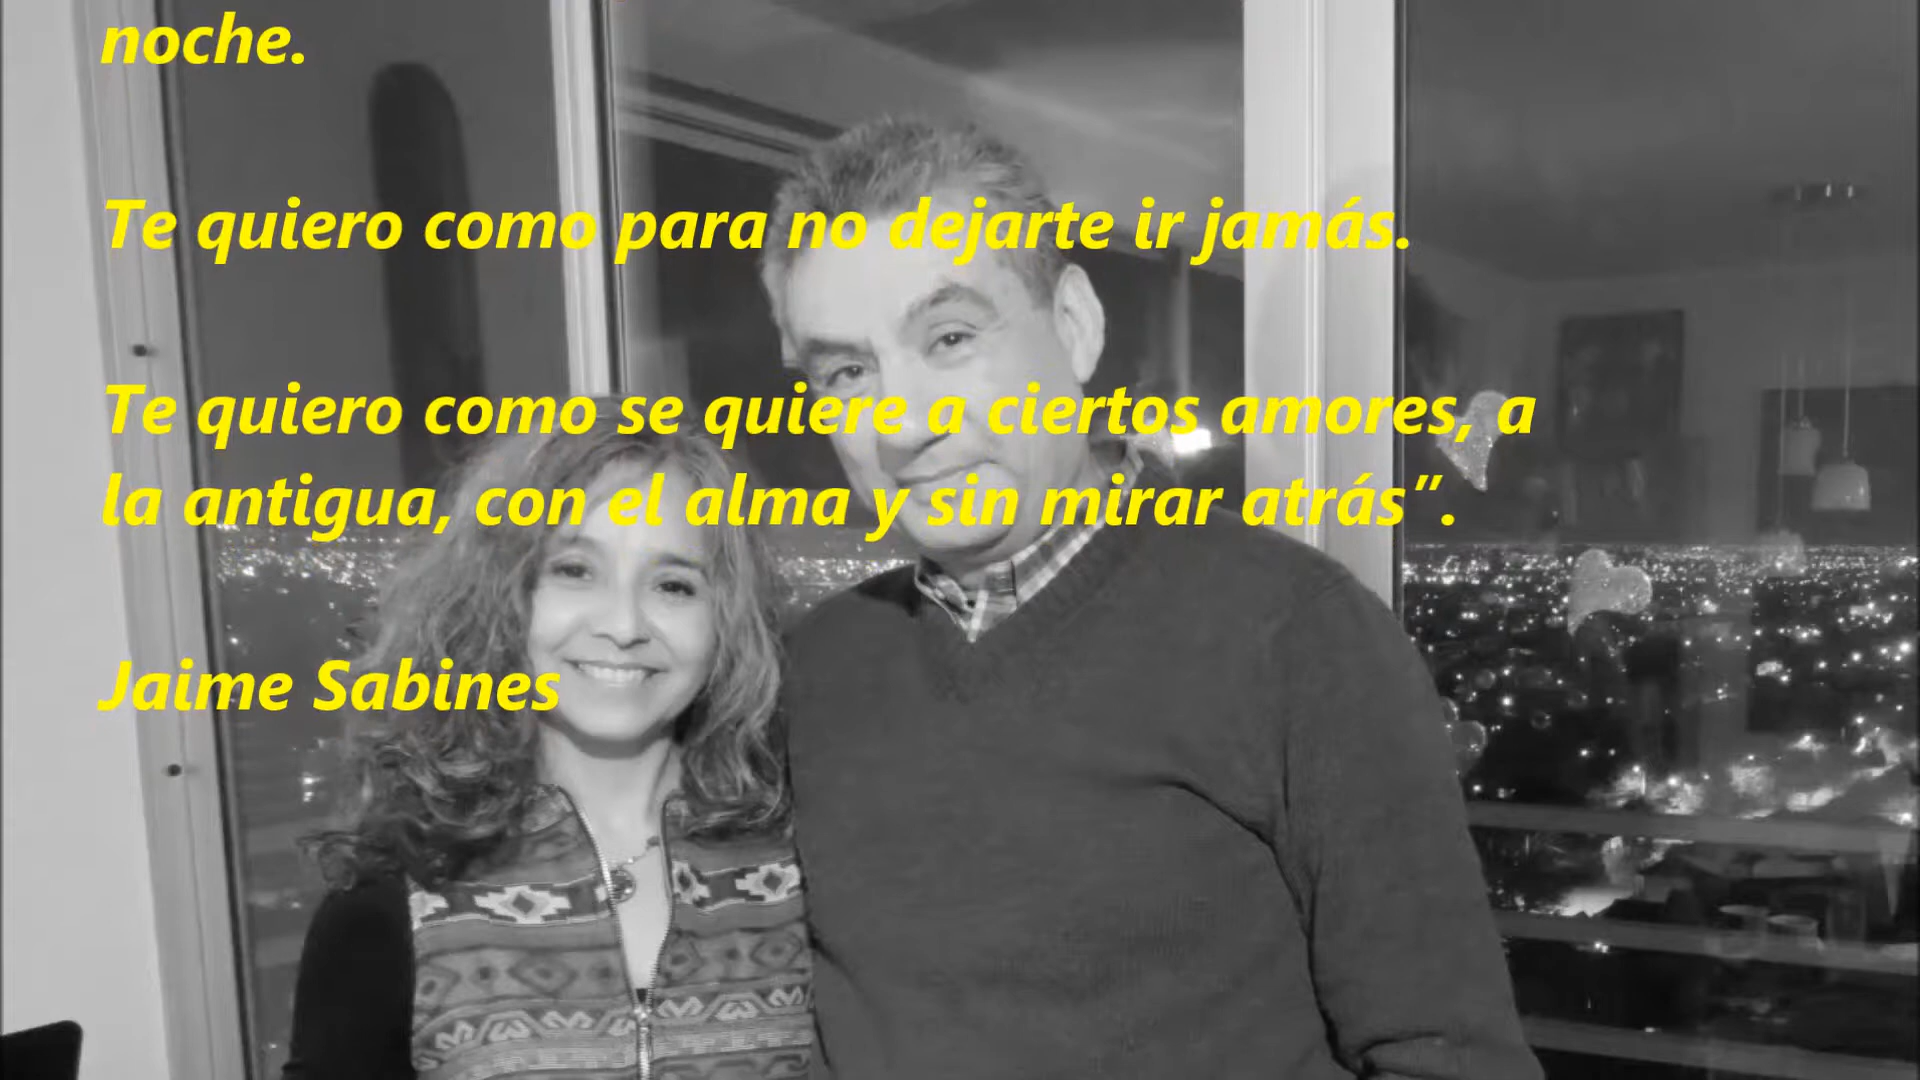 noche.
Te quiero como para no dejarte ir jamás.
Te quiero como se quiere a ciertos amores, a
la antigua, con el alma y sin mirar atrás”.
Jaime Sabines